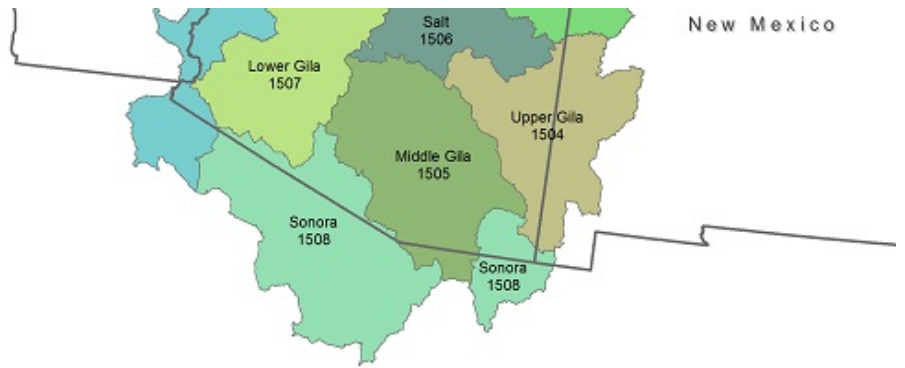 Salt
1506
New Mexico
Lower Gila
1507
Upper Gila
1504
Middle Gila
1505
Sonora
1508
Sonora
1508